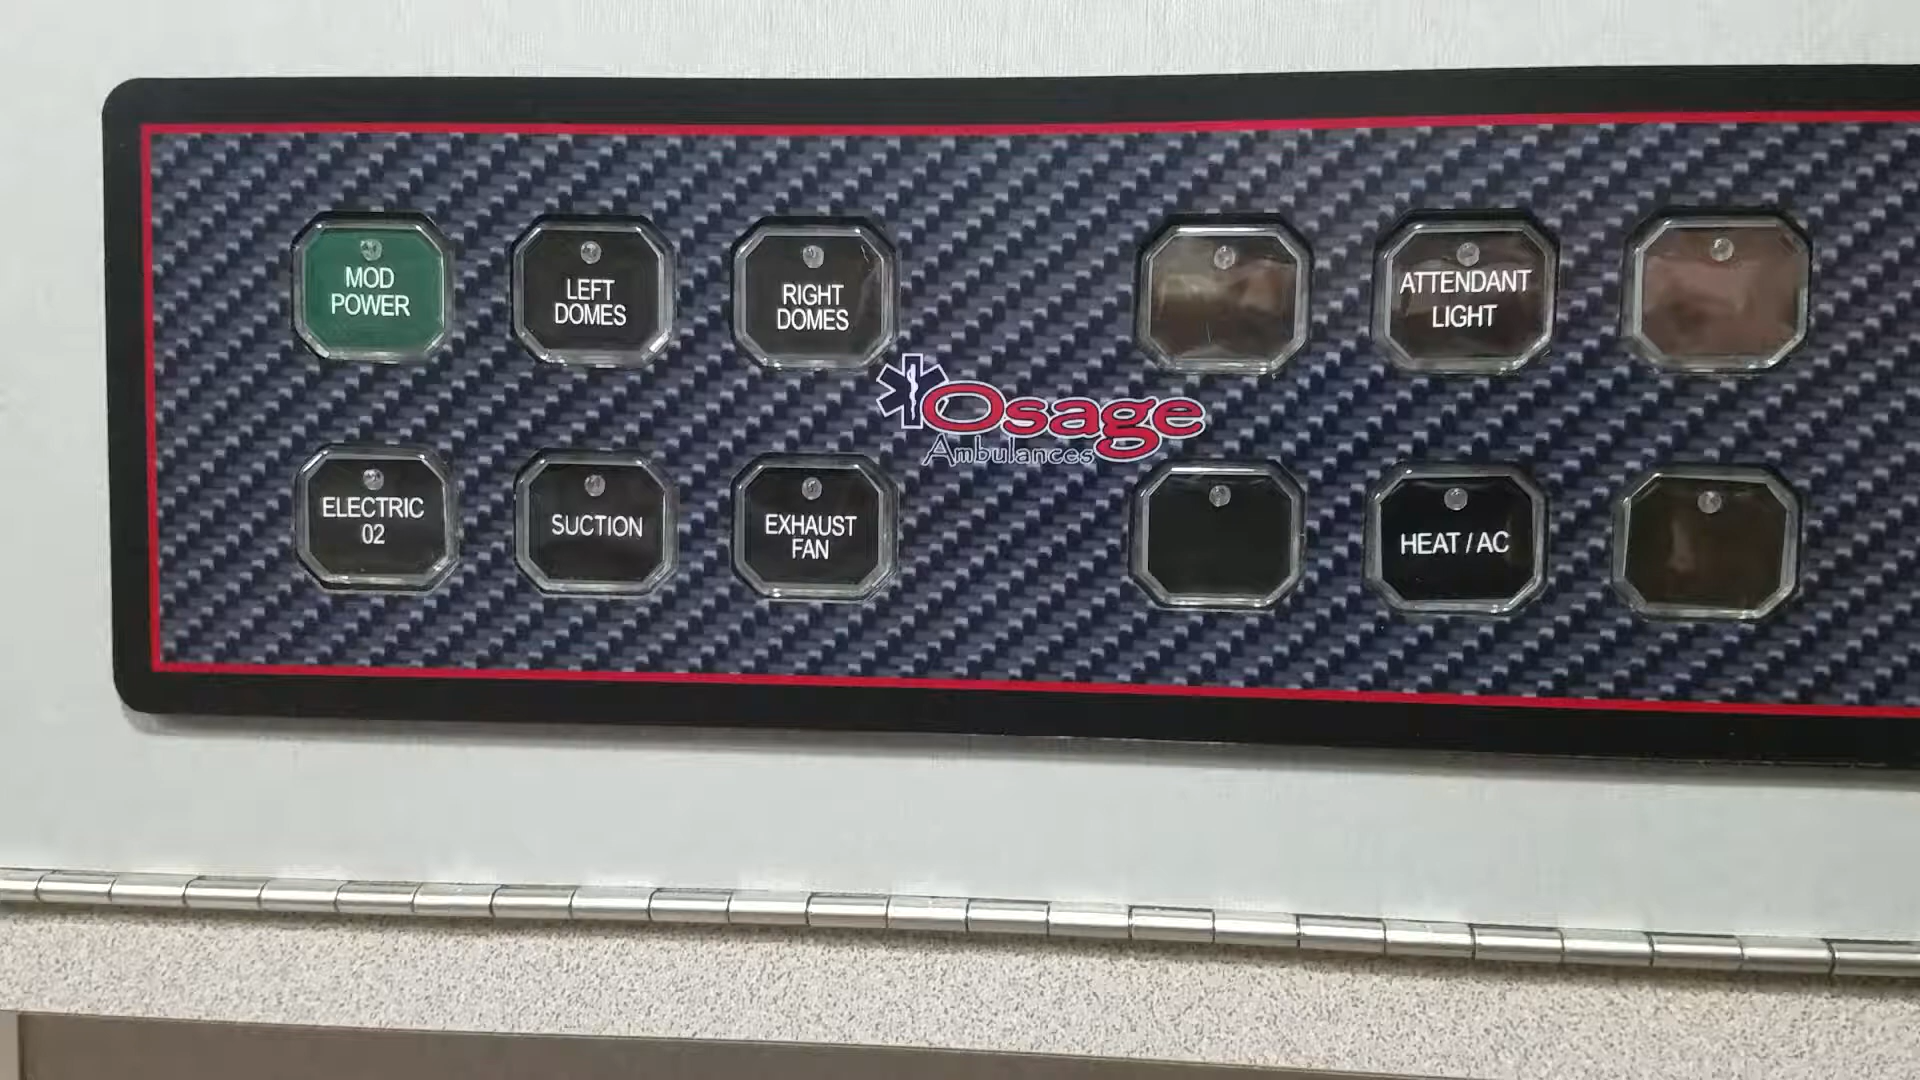 MOD
POWER
LEFT
DOMES
RIGHT
DOMES
ATTENDANT
LIGHT
Osage
Ambulances
ELECTRIC
02
SUCTION
EXHAUST
FAN
HEAT / AC